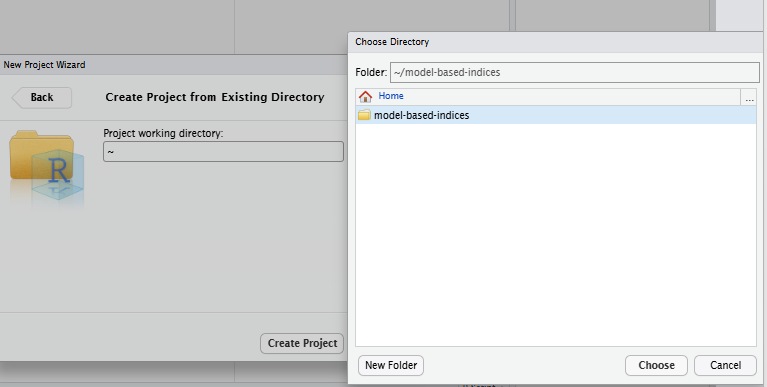 New Project Wizard
Back
Create Project from Existing Directory
R
Project working directory:
~
Create Project
Choose Directory
Folder:
~/model-based-indices
Home
...
model-based-indices
New Folder
Choose
Cancel